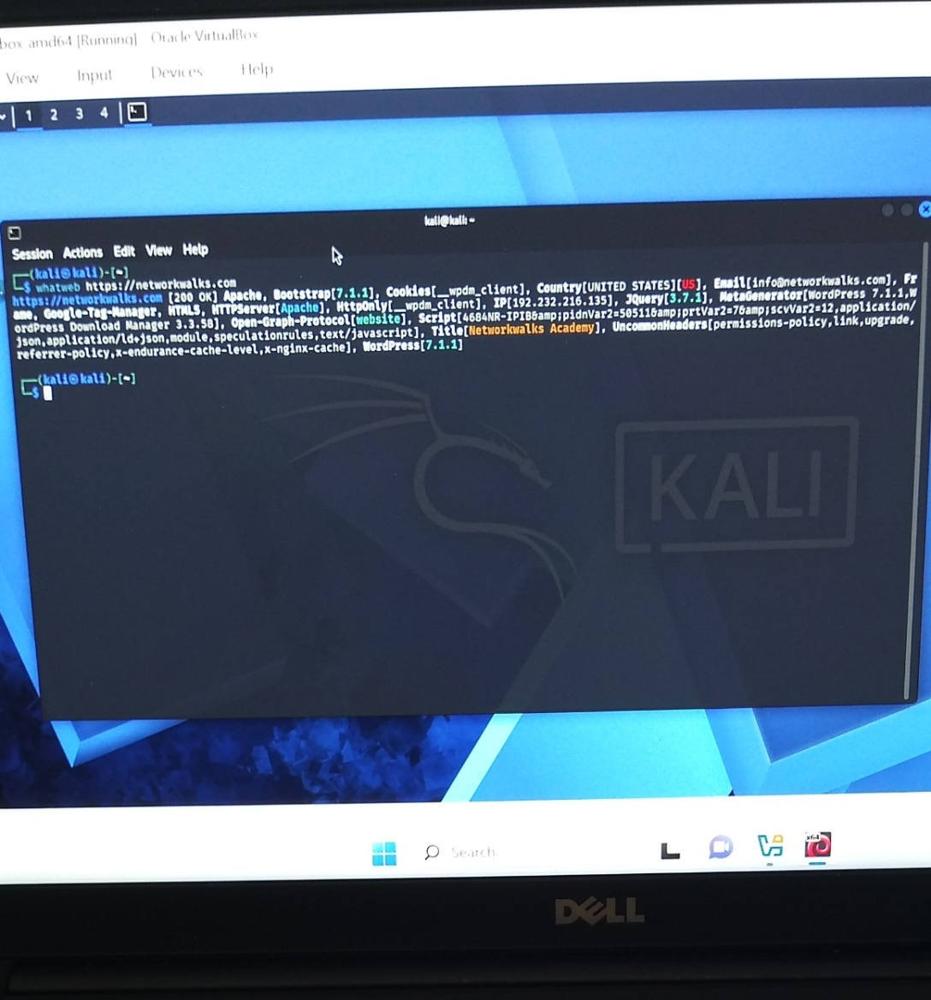 box amd64 [Running] Oracle VirtualBox
View Input Devices Help
1 2 3 4
kali@kali: ~
Session Actions Edit View Help
(kali㉿kali)-[~]
$ whatweb https://networkwalks.com
https://networkwalks.com [200 OK] Apache, Bootstrap[7.1.1], Cookies[__wpdm_client], Country[UNITED STATES][US], Email[info@networkwalks.com], Fr
ame, Google-Tag-Manager, HTML5, HTTPServer[Apache], HttpOnly[__wpdm_client], IP[192.232.216.135], JQuery[3.7.1], MetaGenerator[WordPress 7.1.1,W
ordPress Download Manager 3.3.58], Open-Graph-Protocol[website], Script[4684NR-IPIB&amp;pidnVar2=50511&amp;prtVar2=7&amp;scvVar2=12,application/
json,application/ld+json,module,speculationrules,text/javascript], Title[Networkwalks Academy], UncommonHeaders[permissions-policy,link,upgrade,
referrer-policy,x-endurance-cache-level,x-nginx-cache], WordPress[7.1.1]
(kali㉿kali)-[~]
$
KALI
Search
x64
DELL